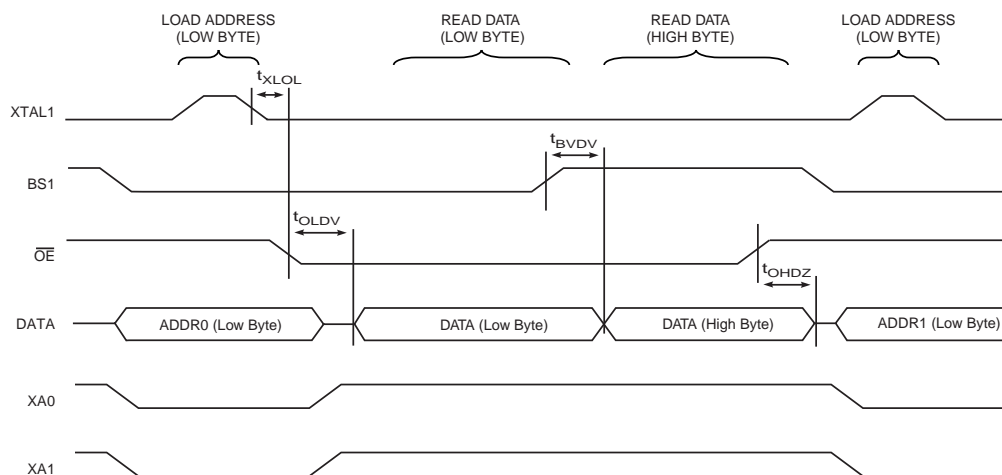 LOAD ADDRESS
(LOW BYTE)
READ DATA
(LOW BYTE)
READ DATA
(HIGH BYTE)
LOAD ADDRESS
(LOW BYTE)
tXLOL
XTAL1
tBVDV
BS1
tOLDV
OE
tOHDZ
DATA
ADDR0 (Low Byte)
DATA (Low Byte)
DATA (High Byte)
ADDR1 (Low Byte)
XA0
XA1